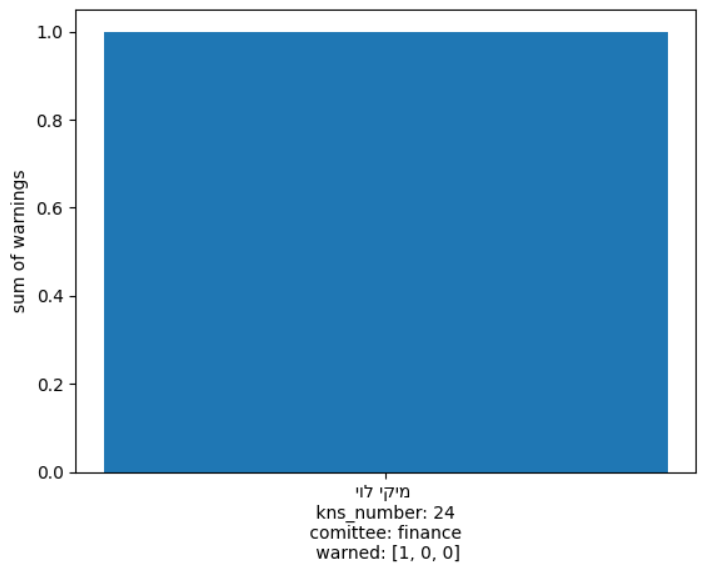 1.0
0.8
0.6
0.4
0.2
0.0
sum of warnings
מיקי לוי
kns_number: 24
comittee: finance
warned: [1, 0, 0]